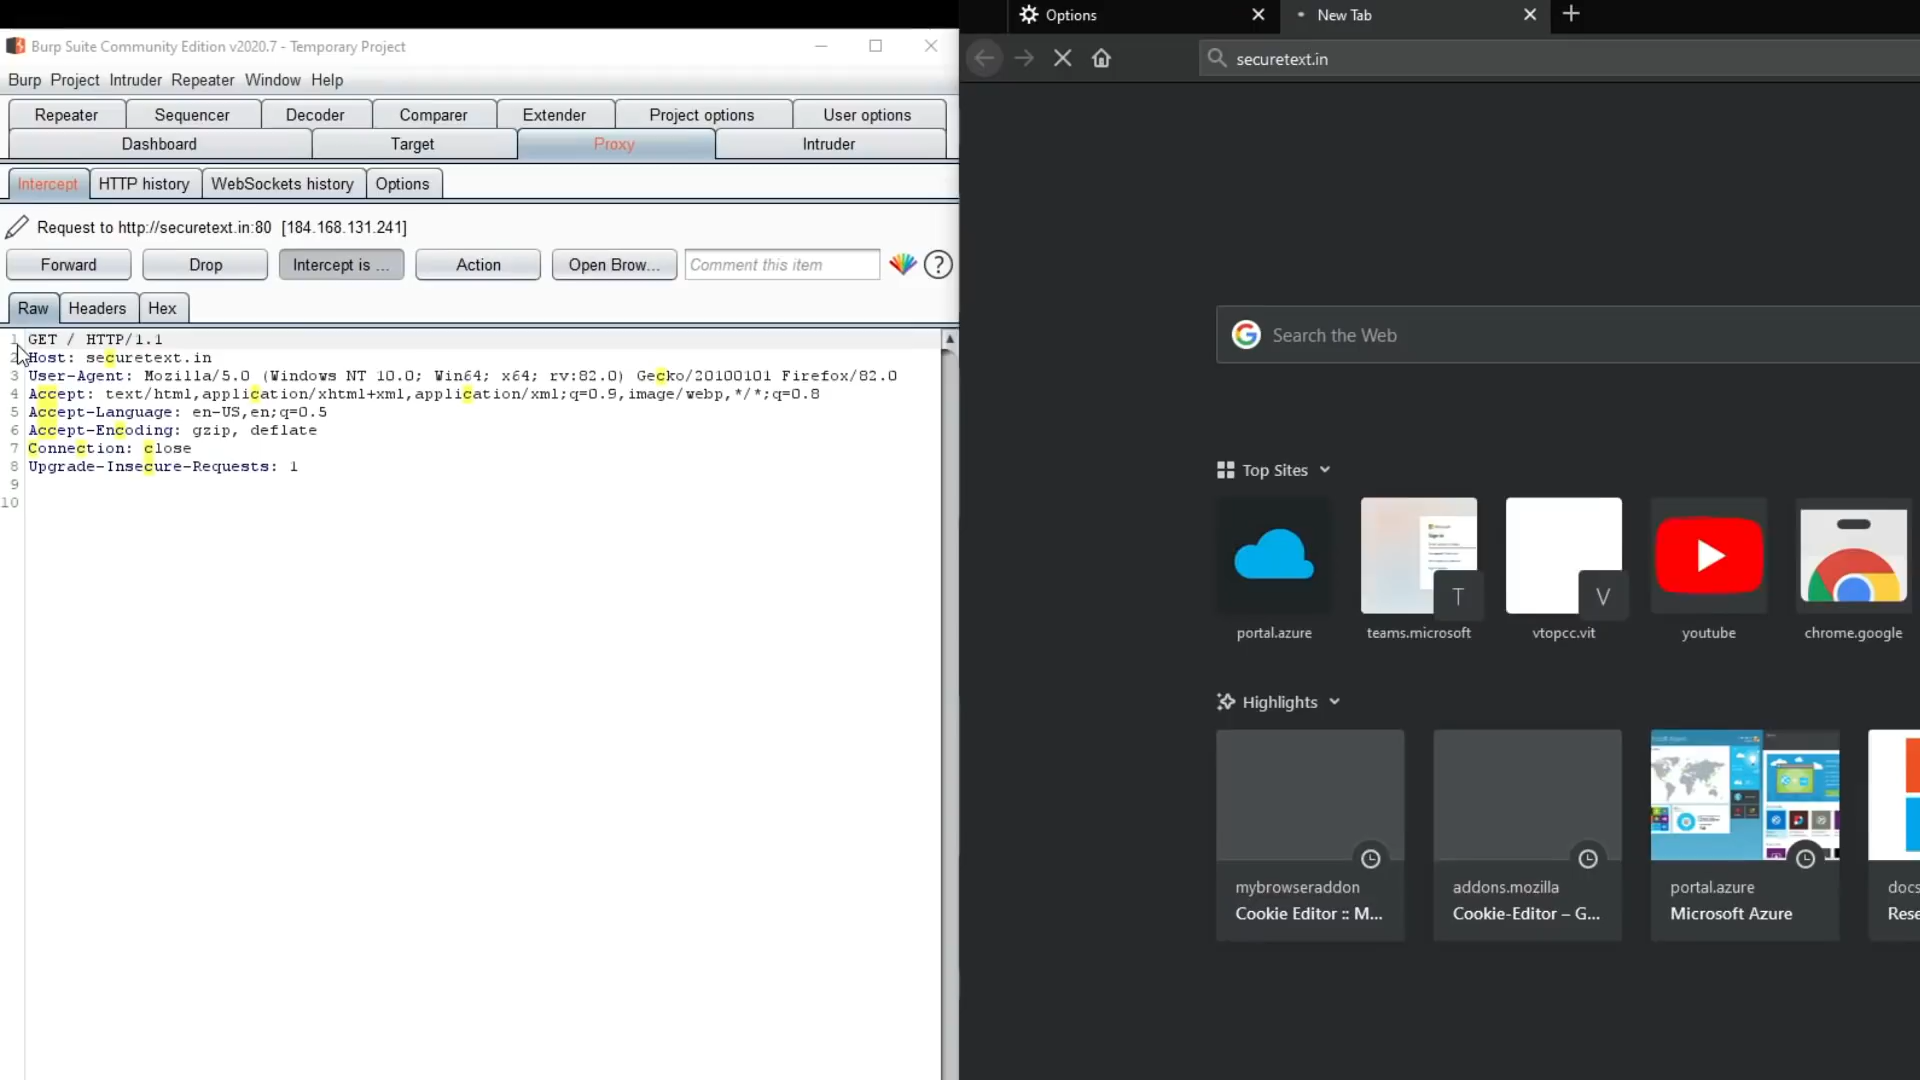 Burp Suite Community Edition v2020.7 - Temporary Project
Burp Project Intruder Repeater Window Help
Repeater Sequencer Decoder Comparer Extender Project options User options
Dashboard Target Proxy Intruder
Intercept HTTP history WebSockets history Options
Request to http://securetext.in:80 [184.168.131.241]
Forward Drop Intercept is ... Action Open Brow... Comment this item ?
Raw Headers Hex
1 GET / HTTP/1.1
2 Host: securetext.in
3 User-Agent: Mozilla/5.0 (Windows NT 10.0; Win64; x64; rv:82.0) Gecko/20100101 Firefox/82.0
4 Accept: text/html,application/xhtml+xml,application/xml;q=0.9,image/webp,*/*;q=0.8
5 Accept-Language: en-US,en;q=0.5
6 Accept-Encoding: gzip, deflate
7 Connection: close
8 Upgrade-Insecure-Requests: 1
9
10
Options New Tab
securetext.in
Search the Web
Top Sites
T V
portal.azure teams.microsoft vtopcc.vit youtube chrome.google
Highlights
mybrowseraddon addons.mozilla portal.azure docs
Cookie Editor :: M... Cookie-Editor – G... Microsoft Azure Rese